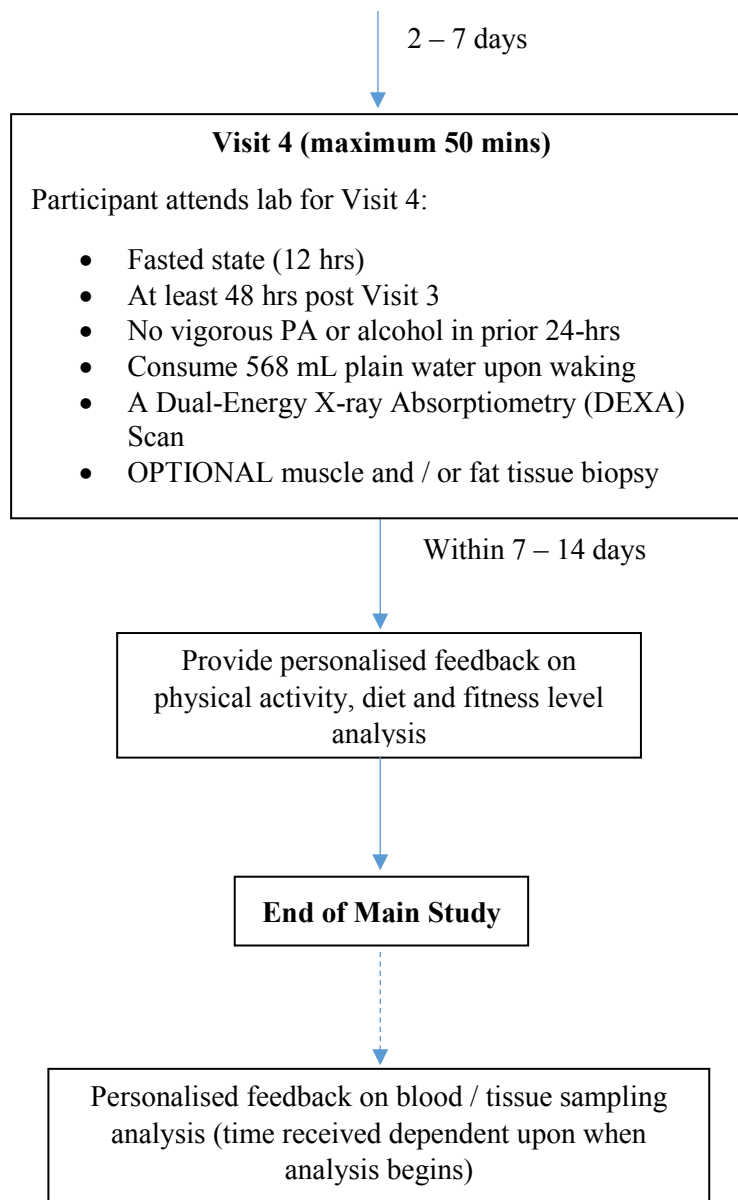 2 – 7 days
Visit 4 (maximum 50 mins)
Participant attends lab for Visit 4:
• Fasted state (12 hrs)
• At least 48 hrs post Visit 3
• No vigorous PA or alcohol in prior 24-hrs
• Consume 568 mL plain water upon waking
• A Dual-Energy X-ray Absorptiometry (DEXA)
Scan
• OPTIONAL muscle and / or fat tissue biopsy
Within 7 – 14 days
Provide personalised feedback on
physical activity, diet and fitness level
analysis
End of Main Study
Personalised feedback on blood / tissue sampling
analysis (time received dependent upon when
analysis begins)